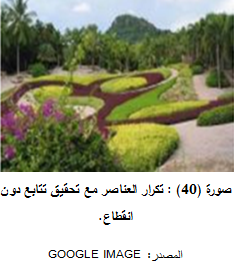 صورة (40) : تكرار العناصر مع تحقيق تتابع دون
انقطاع.
المصدر: GOOGLE IMAGE